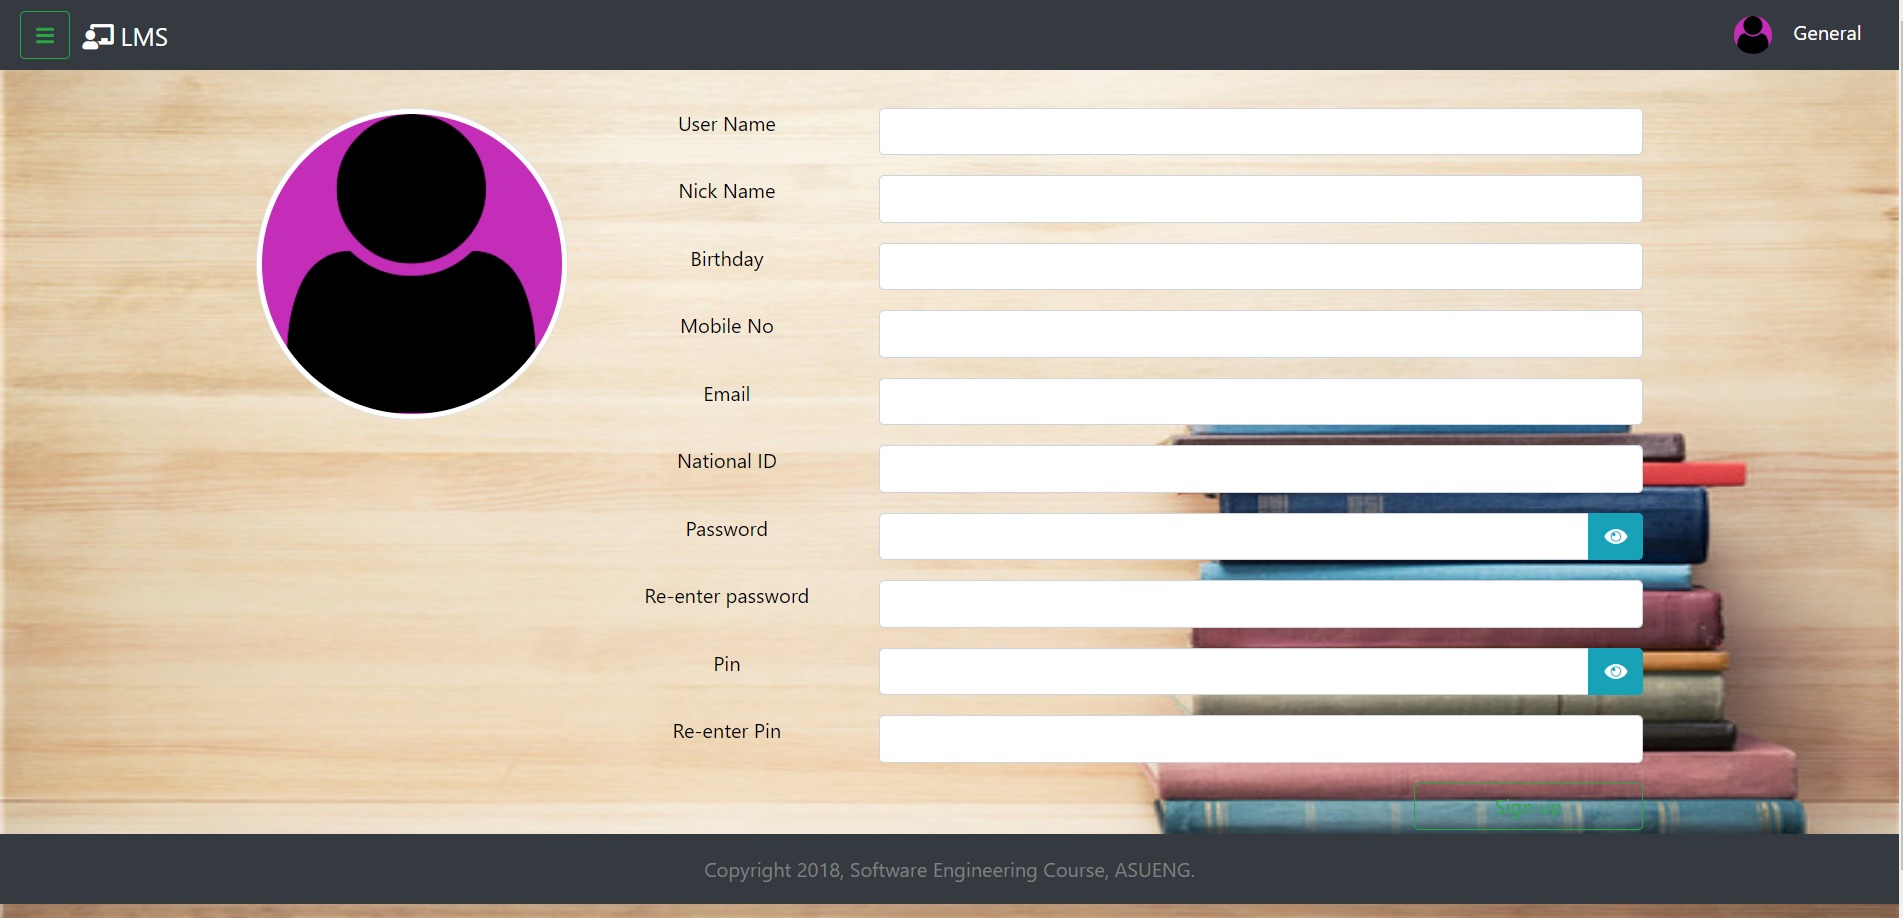 LMS
General
User Name
Nick Name
Birthday
Mobile No
Email
National ID
Password
Re-enter password
Pin
Re-enter Pin
Sign up
Copyright 2018, Software Engineering Course, ASUENG.